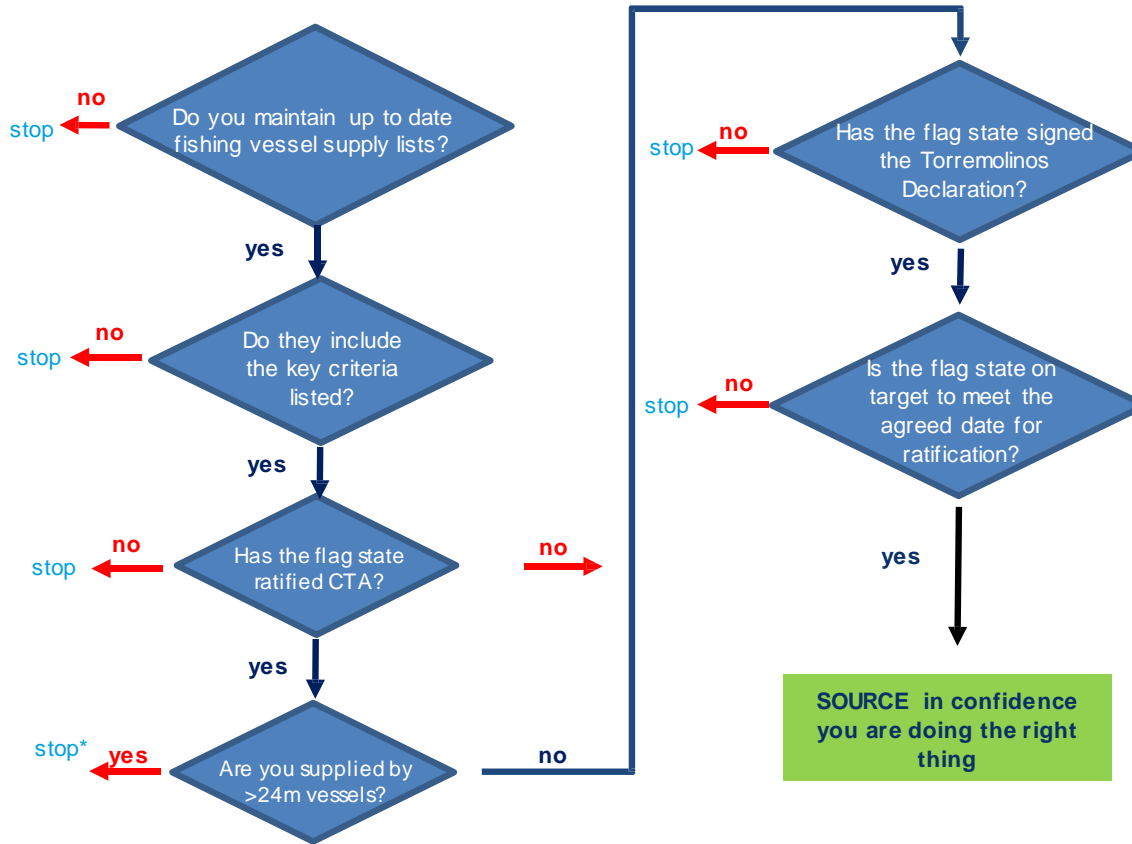 Do you maintain up to date
fishing vessel supply lists?
no
stop
yes
Do they include
the key criteria
listed?
no
stop
yes
Has the flag state
ratified CTA?
no
stop
no
yes
Are you supplied by
>24m vessels?
yes
stop*
no
Has the flag state signed
the Torremolinos
Declaration?
no
stop
yes
Is the flag state on
target to meet the
agreed date for
ratification?
no
stop
yes
SOURCE in confidence
you are doing the right
thing